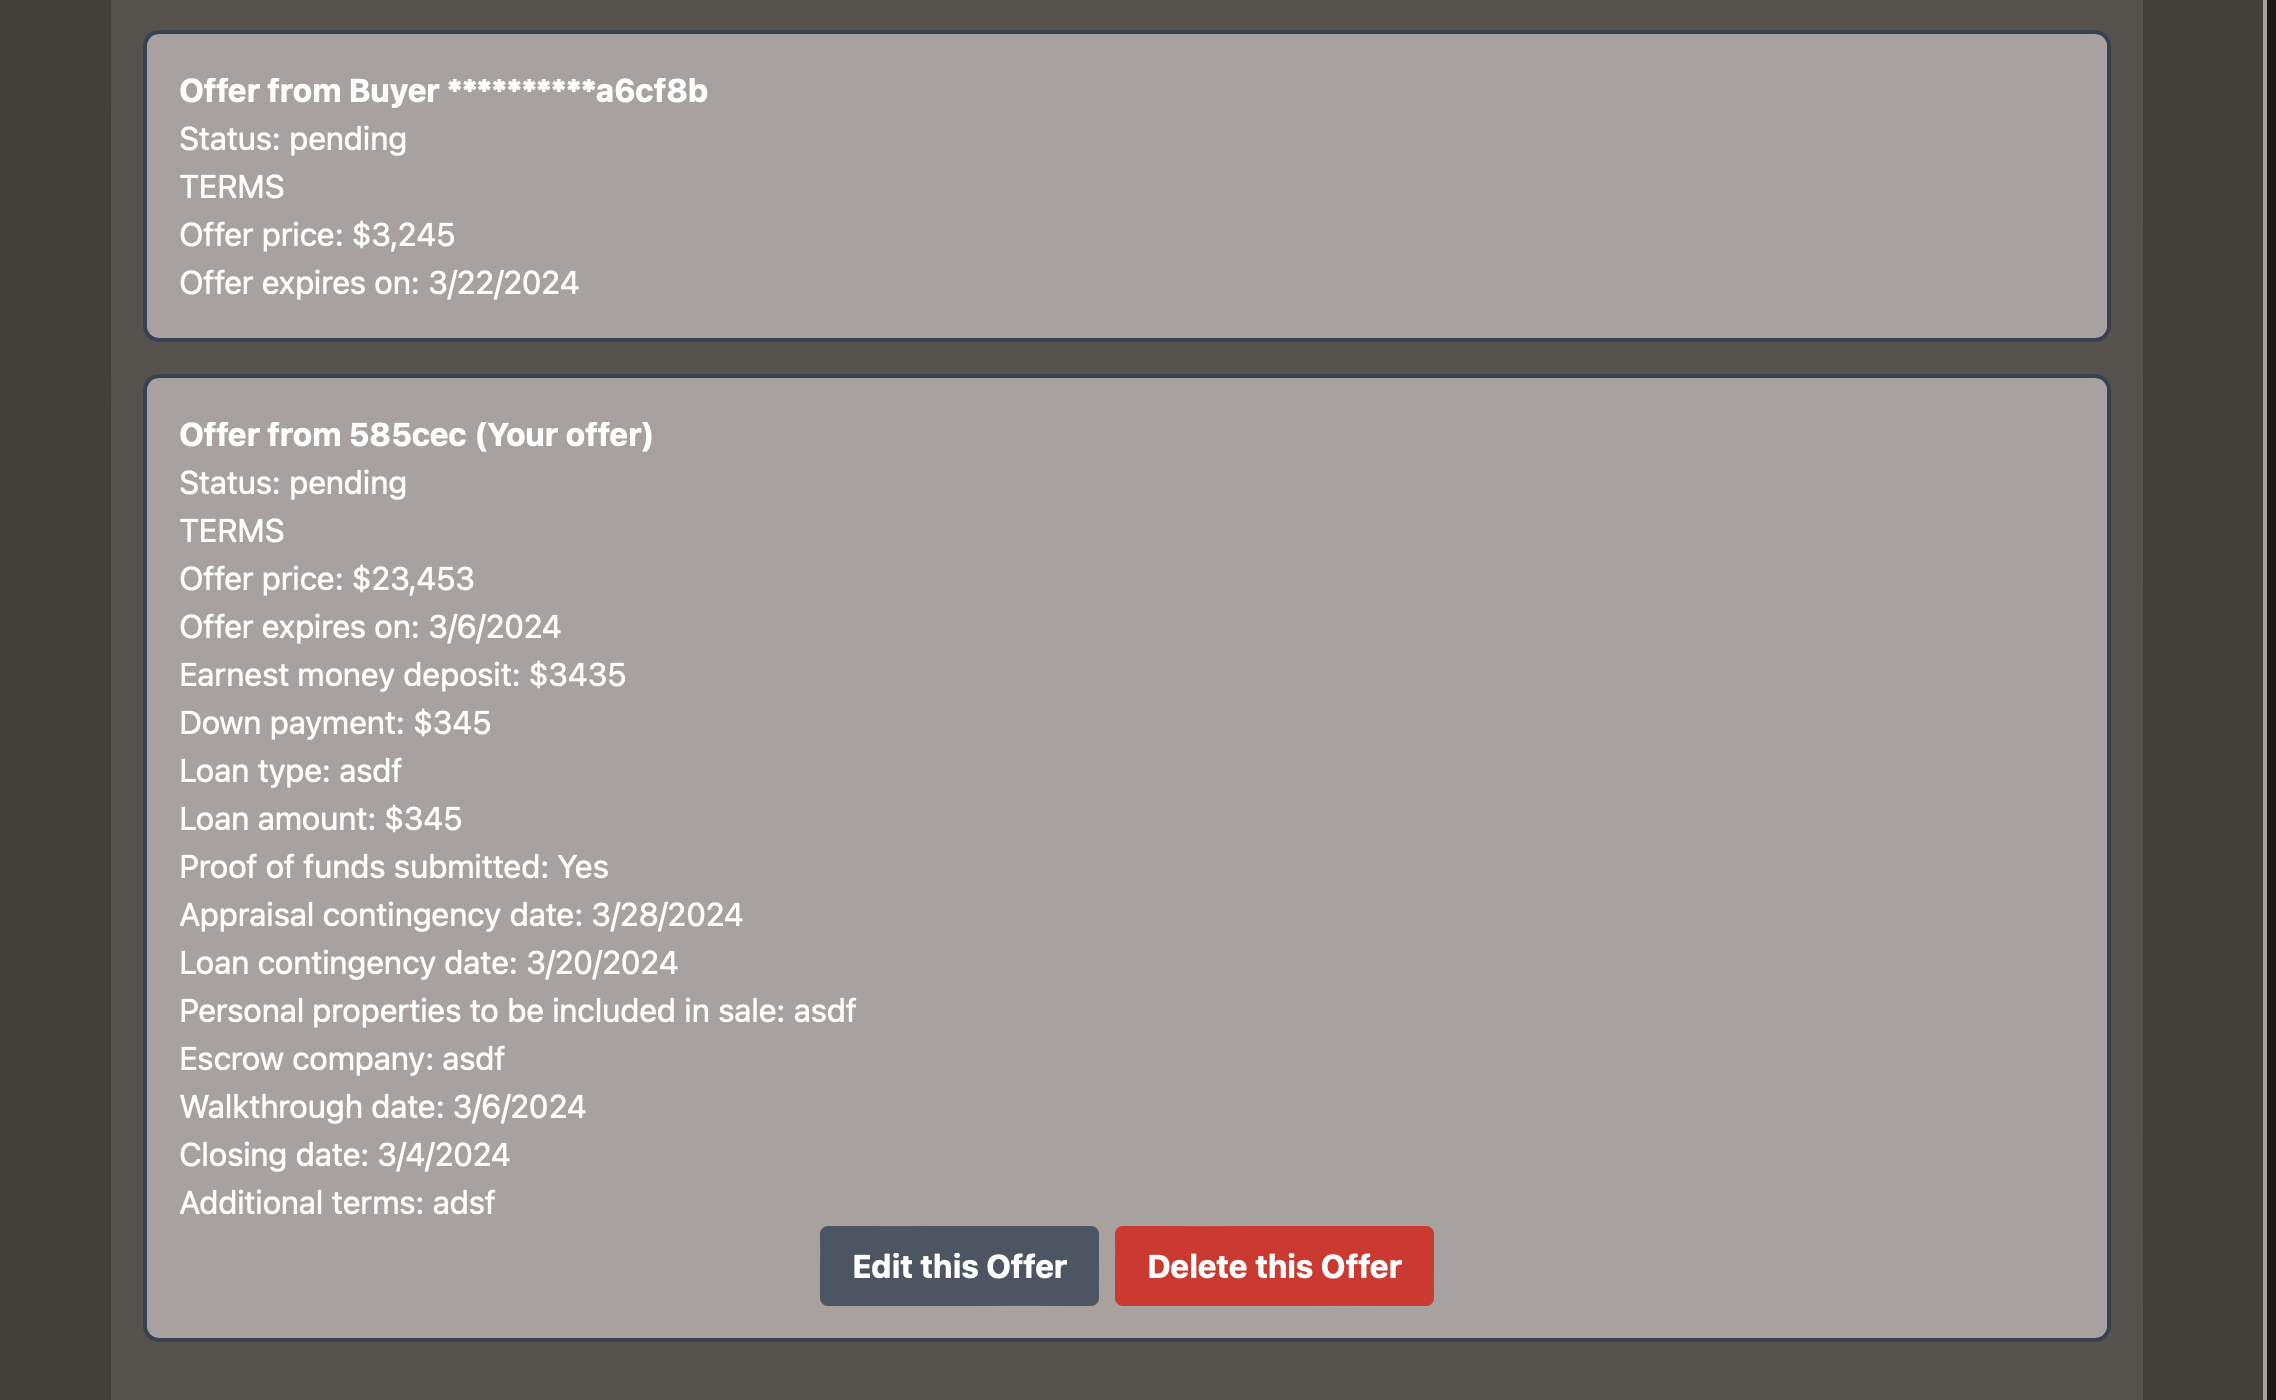 Offer from Buyer **********a6cf8b
Status: pending
TERMS
Offer price: $3,245
Offer expires on: 3/22/2024
Offer from 585cec (Your offer)
Status: pending
TERMS
Offer price: $23,453
Offer expires on: 3/6/2024
Earnest money deposit: $3435
Down payment: $345
Loan type: asdf
Loan amount: $345
Proof of funds submitted: Yes
Appraisal contingency date: 3/28/2024
Loan contingency date: 3/20/2024
Personal properties to be included in sale: asdf
Escrow company: asdf
Walkthrough date: 3/6/2024
Closing date: 3/4/2024
Additional terms: adsf
Edit this Offer
Delete this Offer